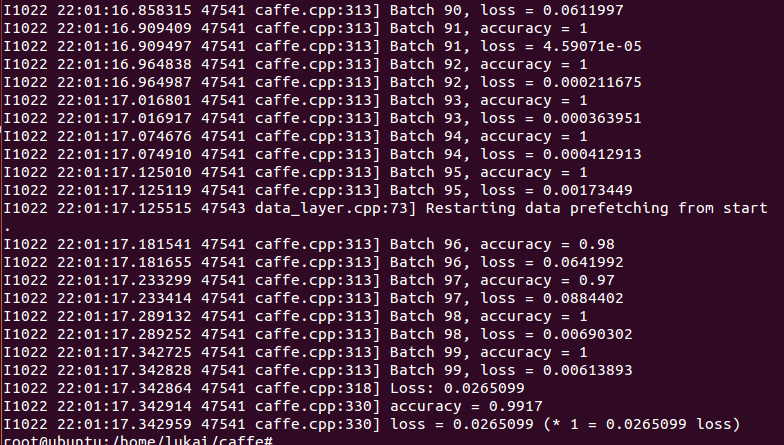 I1022 22:01:16.858315 47541 caffe.cpp:313] Batch 90, loss = 0.0611997
I1022 22:01:16.909409 47541 caffe.cpp:313] Batch 91, accuracy = 1
I1022 22:01:16.909497 47541 caffe.cpp:313] Batch 91, loss = 4.59071e-05
I1022 22:01:16.964838 47541 caffe.cpp:313] Batch 92, accuracy = 1
I1022 22:01:16.964987 47541 caffe.cpp:313] Batch 92, loss = 0.000211675
I1022 22:01:17.016801 47541 caffe.cpp:313] Batch 93, accuracy = 1
I1022 22:01:17.016917 47541 caffe.cpp:313] Batch 93, loss = 0.000363951
I1022 22:01:17.074676 47541 caffe.cpp:313] Batch 94, accuracy = 1
I1022 22:01:17.074910 47541 caffe.cpp:313] Batch 94, loss = 0.000412913
I1022 22:01:17.125010 47541 caffe.cpp:313] Batch 95, accuracy = 1
I1022 22:01:17.125119 47541 caffe.cpp:313] Batch 95, loss = 0.00173449
I1022 22:01:17.125515 47543 data_layer.cpp:73] Restarting data prefetching from start
.
I1022 22:01:17.181541 47541 caffe.cpp:313] Batch 96, accuracy = 0.98
I1022 22:01:17.181655 47541 caffe.cpp:313] Batch 96, loss = 0.0641992
I1022 22:01:17.233299 47541 caffe.cpp:313] Batch 97, accuracy = 0.97
I1022 22:01:17.233414 47541 caffe.cpp:313] Batch 97, loss = 0.0884402
I1022 22:01:17.289132 47541 caffe.cpp:313] Batch 98, accuracy = 1
I1022 22:01:17.289252 47541 caffe.cpp:313] Batch 98, loss = 0.00690302
I1022 22:01:17.342725 47541 caffe.cpp:313] Batch 99, accuracy = 1
I1022 22:01:17.342828 47541 caffe.cpp:313] Batch 99, loss = 0.00613893
I1022 22:01:17.342864 47541 caffe.cpp:318] Loss: 0.0265099
I1022 22:01:17.342914 47541 caffe.cpp:330] accuracy = 0.9917
I1022 22:01:17.342959 47541 caffe.cpp:330] loss = 0.0265099 (* 1 = 0.0265099 loss)
root@ubuntu:/home/lukai/caffe#